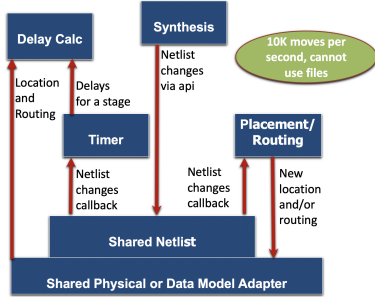 Delay Calc
Synthesis
10K moves per
second, cannot
use files
Location
and
Routing
Delays
for a stage
Netlist
changes
via api
Timer
Placement/
Routing
Netlist
changes
callback
Netlist
changes
callback
New
location
and/or
routing
Shared Netlist
Shared Physical or Data Model Adapter